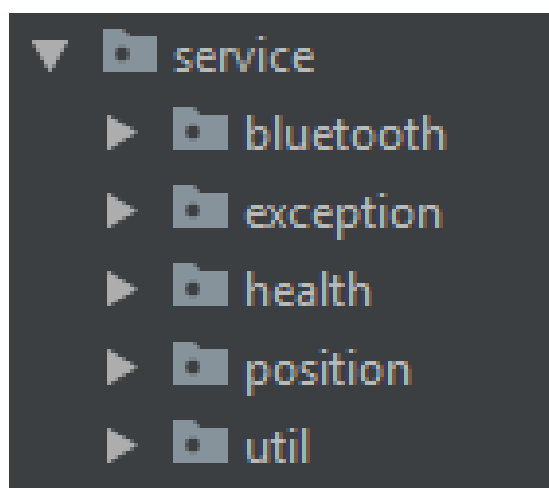 service
bluetooth
exception
health
position
util